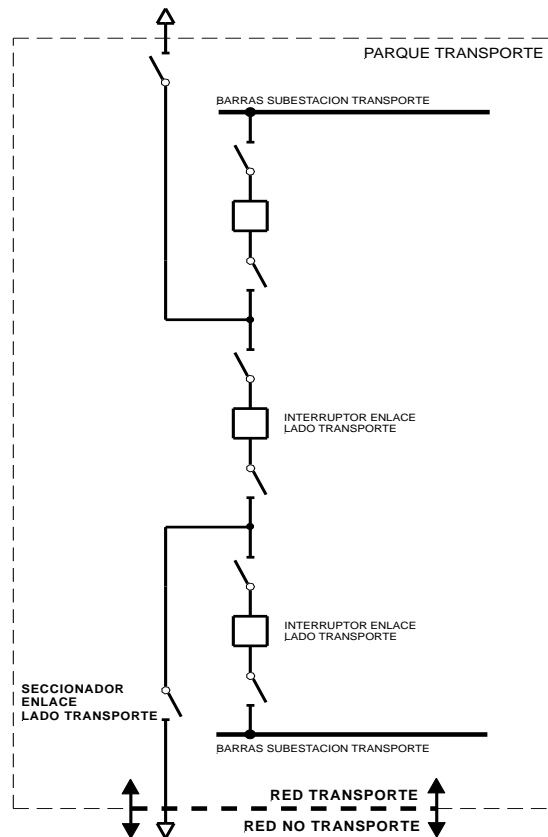 PARQUE TRANSPORTE
BARRAS SUBESTACION TRANSPORTE
INTERRUPTOR ENLACE
LADO TRANSPORTE
INTERRUPTOR ENLACE
LADO TRANSPORTE
SECCIONADOR
ENLACE
LADO TRANSPORTE
BARRAS SUBESTACION TRANSPORTE
RED TRANSPORTE
RED NO TRANSPORTE